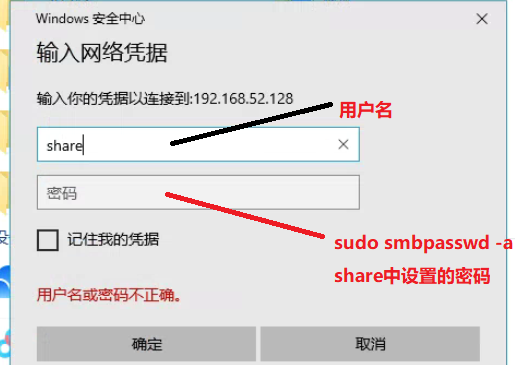 Windows 安全中心
输入网络凭据
输入你的凭据以连接到:192.168.52.128
用户名
share
密码
sudo smbpasswd -a
share中设置的密码
记住我的凭据
用户名或密码不正确。
确定
取消